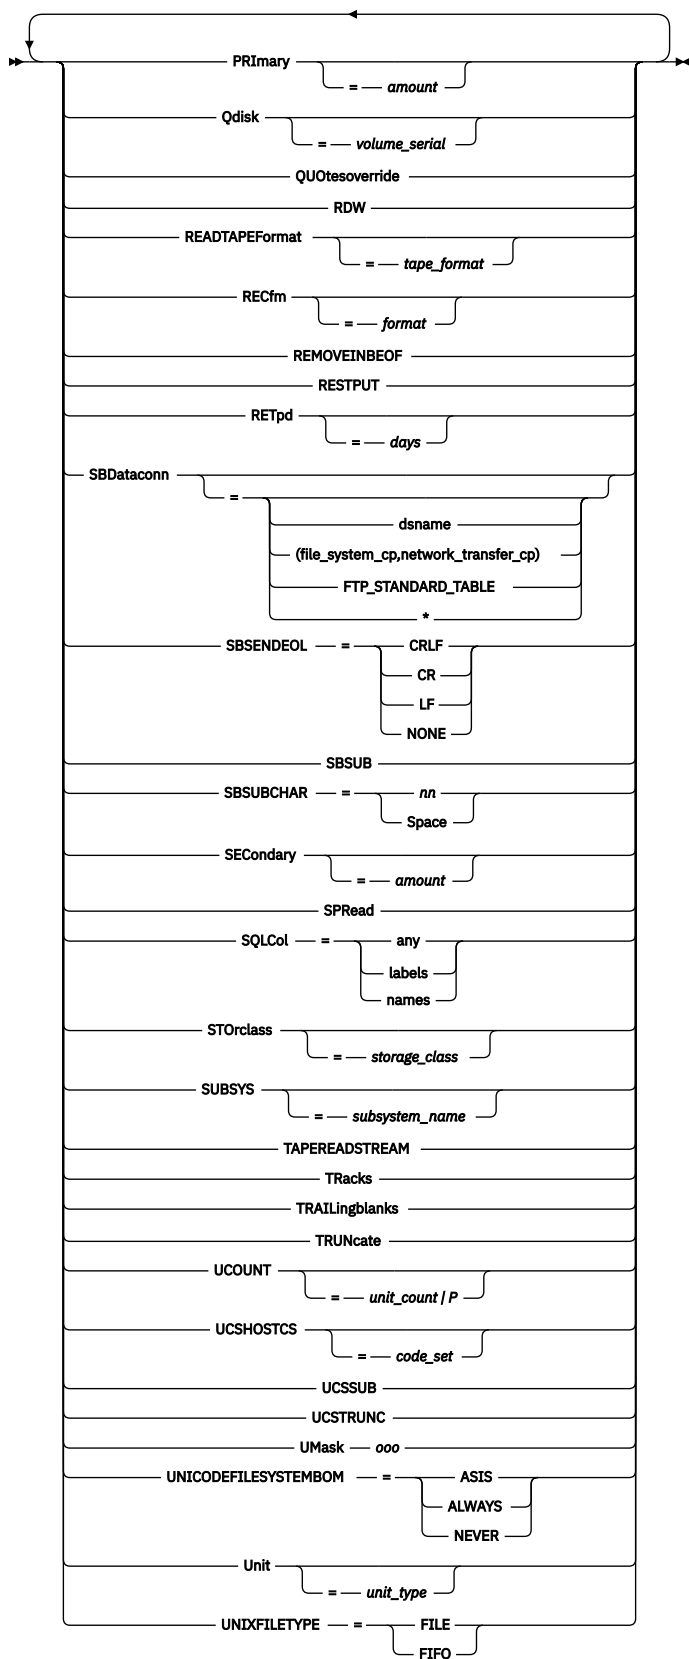 PRImary
= amount
Qdisk
= volume_serial
QUOtesoverride
RDW
READTAPEFormat
= tape_format
RECfm
= format
REMOVEINBEOF
RESTPUT
RETpd
= days
SBDataconn
=
dsname
(file_system_cp,network_transfer_cp)
FTP_STANDARD_TABLE
*
SBSENDEOL = CRLF
CR
LF
NONE
SBSUB
SBSUBCHAR = nn
Space
SECondary
= amount
SPRead
SQLCol = any
labels
names
STOrclass
= storage_class
SUBSYS
= subsystem_name
TAPEREADSTREAM
TRacks
TRAILingblanks
TRUNcate
UCOUNT
= unit_count | P
UCSHOSTCS
= code_set
UCSSUB
UCSTRUNC
UMask ooo
UNICODEFILESYSTEMBOM = ASIS
ALWAYS
NEVER
Unit
= unit_type
UNIXFILETYPE = FILE
FIFO